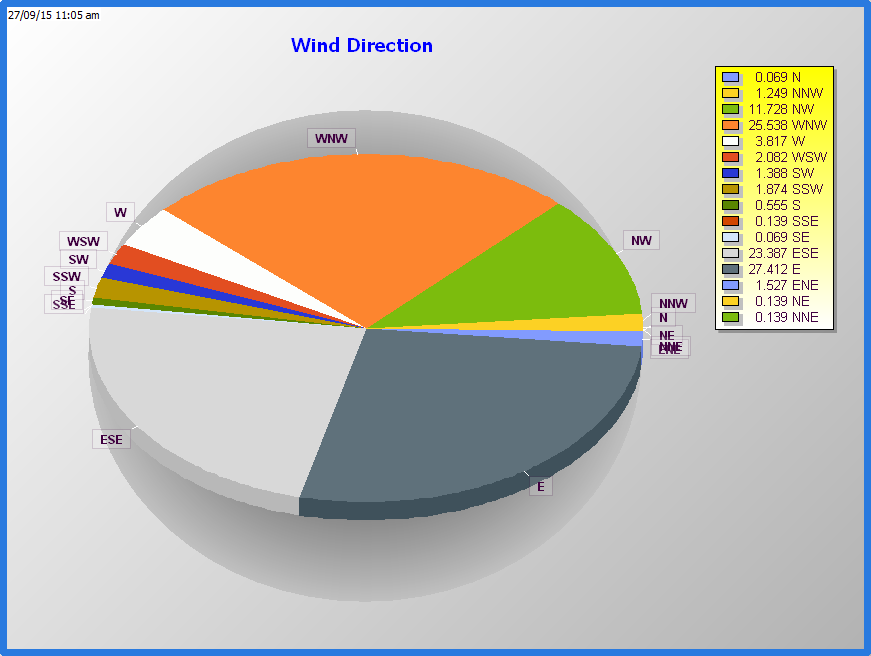 27/09/15 11:05 am
Wind Direction
0.069 N
1.249 NNW
11.728 NW
25.538 WNW
3.817 W
2.082 WSW
1.388 SW
1.874 SSW
0.555 S
0.139 SSE
0.069 SE
23.387 ESE
27.412 E
1.527 ENE
0.139 NE
0.139 NNE
WNW
W
WSW
SW
SSW
S
SE
SSE
NW
NNW
N
NE
NNE
ENE
ESE
E